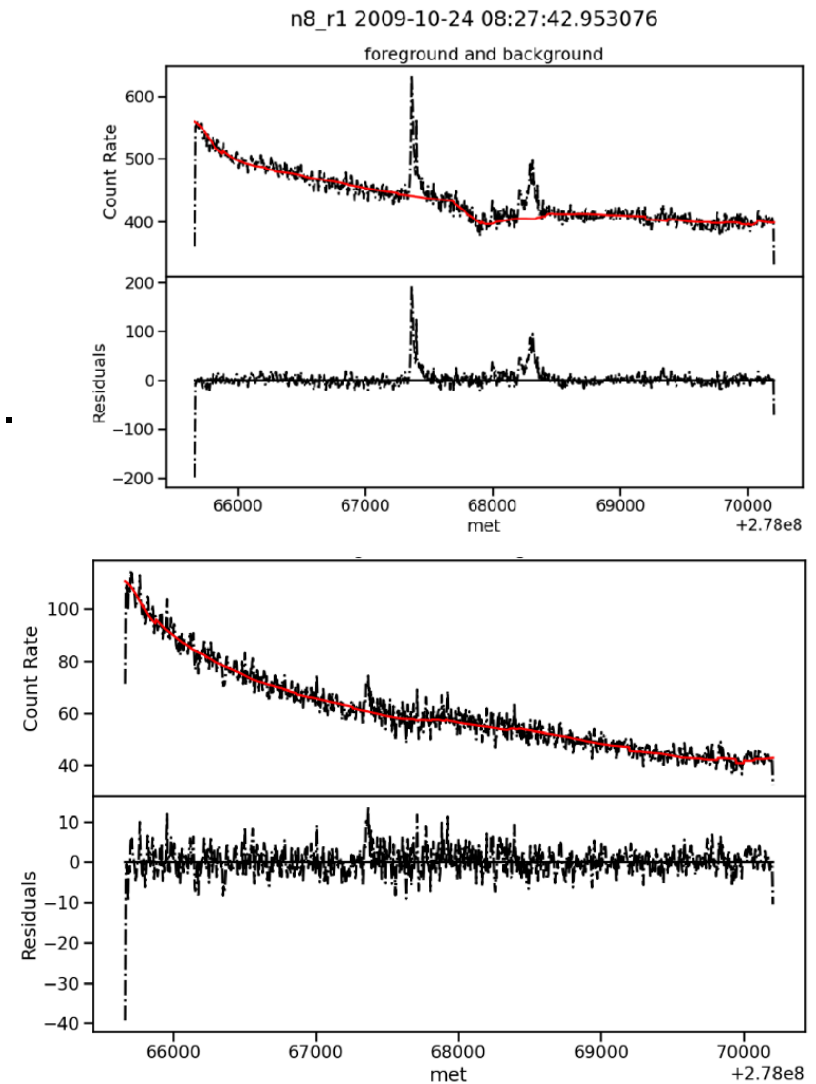 n8_r1 2009-10-24 08:27:42.953076
foreground and background
Count Rate
600
500
400
Residuals
200
100
0
−100
−200
66000 67000 68000 69000 70000
met
+2.78e8
Count Rate
100
80
60
40
Residuals
10
0
−10
−20
−30
−40
66000 67000 68000 69000 70000
met
+2.78e8